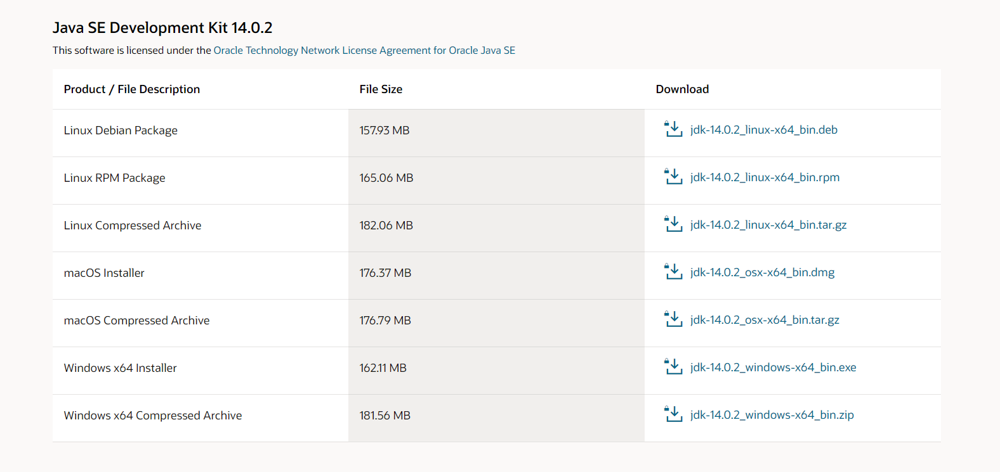 Java SE Development Kit 14.0.2
This software is licensed under the Oracle Technology Network License Agreement for Oracle Java SE
Product / File Description File Size Download
Linux Debian Package 157.93 MB jdk-14.0.2_linux-x64_bin.deb
Linux RPM Package 165.06 MB jdk-14.0.2_linux-x64_bin.rpm
Linux Compressed Archive 182.06 MB jdk-14.0.2_linux-x64_bin.tar.gz
macOS Installer 176.37 MB jdk-14.0.2_osx-x64_bin.dmg
macOS Compressed Archive 176.79 MB jdk-14.0.2_osx-x64_bin.tar.gz
Windows x64 Installer 162.11 MB jdk-14.0.2_windows-x64_bin.exe
Windows x64 Compressed Archive 181.56 MB jdk-14.0.2_windows-x64_bin.zip